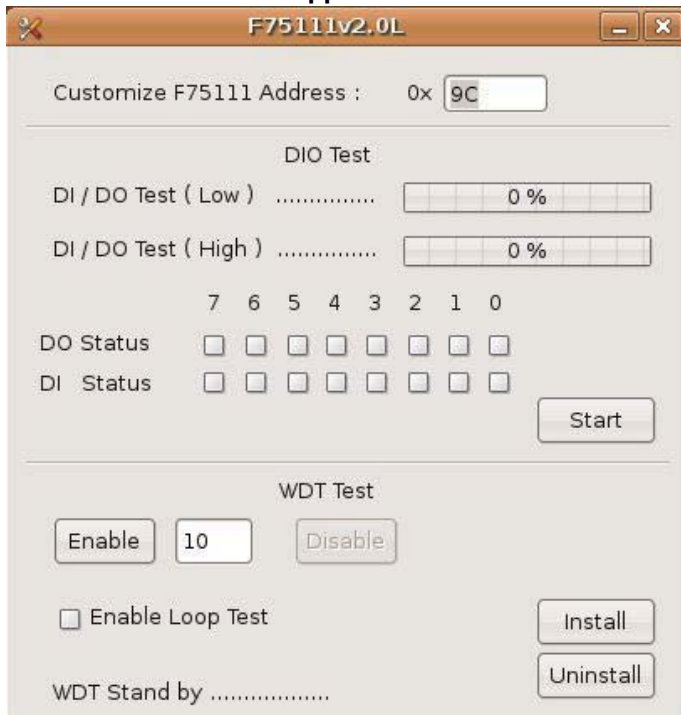 F75111v2.0L
Customize F75111 Address : 0x 9C
DIO Test
DI / DO Test ( Low ) ............... 0 %
DI / DO Test ( High ) ............... 0 %
7 6 5 4 3 2 1 0
DO Status
DI Status
Start
WDT Test
Enable 10 Disable
Enable Loop Test
Install
Uninstall
WDT Stand by ..................